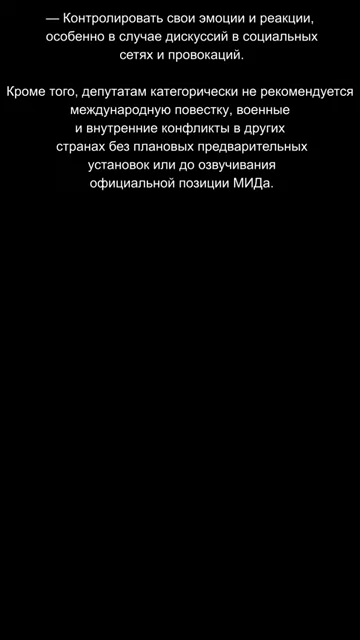 — Контролировать свои эмоции и реакции,
особенно в случае дискуссий в социальных
сетях и провокаций.
Кроме того, депутатам категорически не рекомендуется
международную повестку, военные
и внутренние конфликты в других
странах без плановых предварительных
установок или до озвучивания
официальной позиции МИДа.